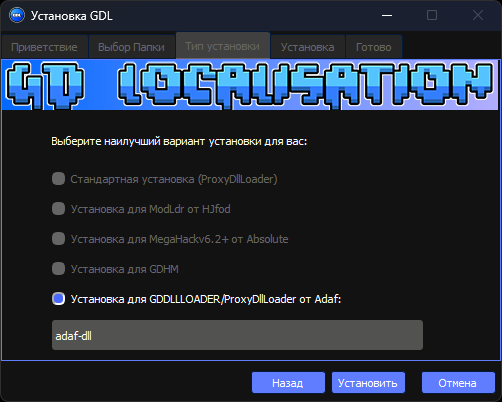 Установка GDL
Приветствие Выбор Папки Тип установки Установка Готово
GD LOCALISATION
Выберите наилучший вариант установки для вас:
Стандартная установка (ProxyDllLoader)
Установка для ModLdr от HJfod
Установка для MegaHackv6.2+ от Absolute
Установка для GDHM
Установка для GDDLLLOADER/ProxyDllLoader от Adaf:
adaf-dll
Назад Установить Отмена